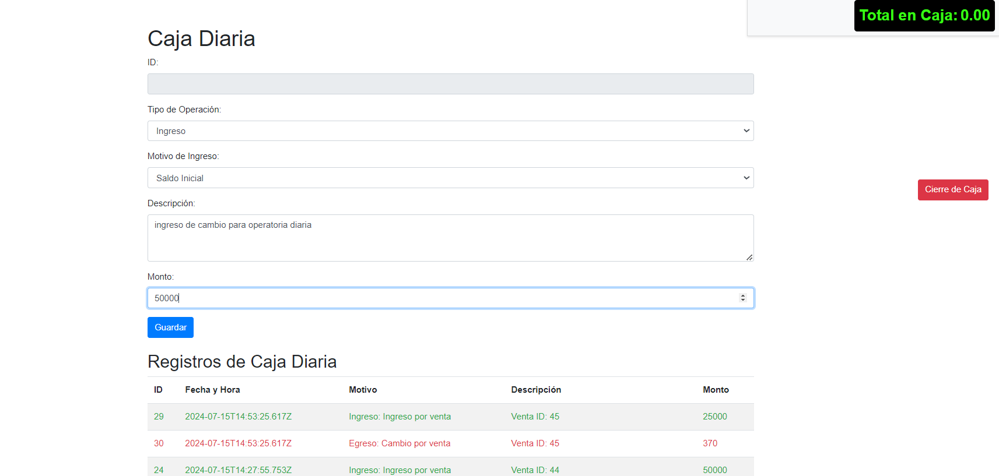 Total en Caja: 0.00
Caja Diaria
ID:
Tipo de Operación:
Ingreso
Motivo de Ingreso:
Saldo Inicial
Cierre de Caja
Descripción:
ingreso de cambio para operatoria diaria
Monto:
50000
Guardar
Registros de Caja Diaria
ID Fecha y Hora Motivo Descripción Monto
29 2024-07-15T14:53:25.617Z Ingreso: Ingreso por venta Venta ID: 45 25000
30 2024-07-15T14:53:25.617Z Egreso: Cambio por venta Venta ID: 45 370
24 2024-07-15T14:27:55.753Z Ingreso: Ingreso por venta Venta ID: 44 50000